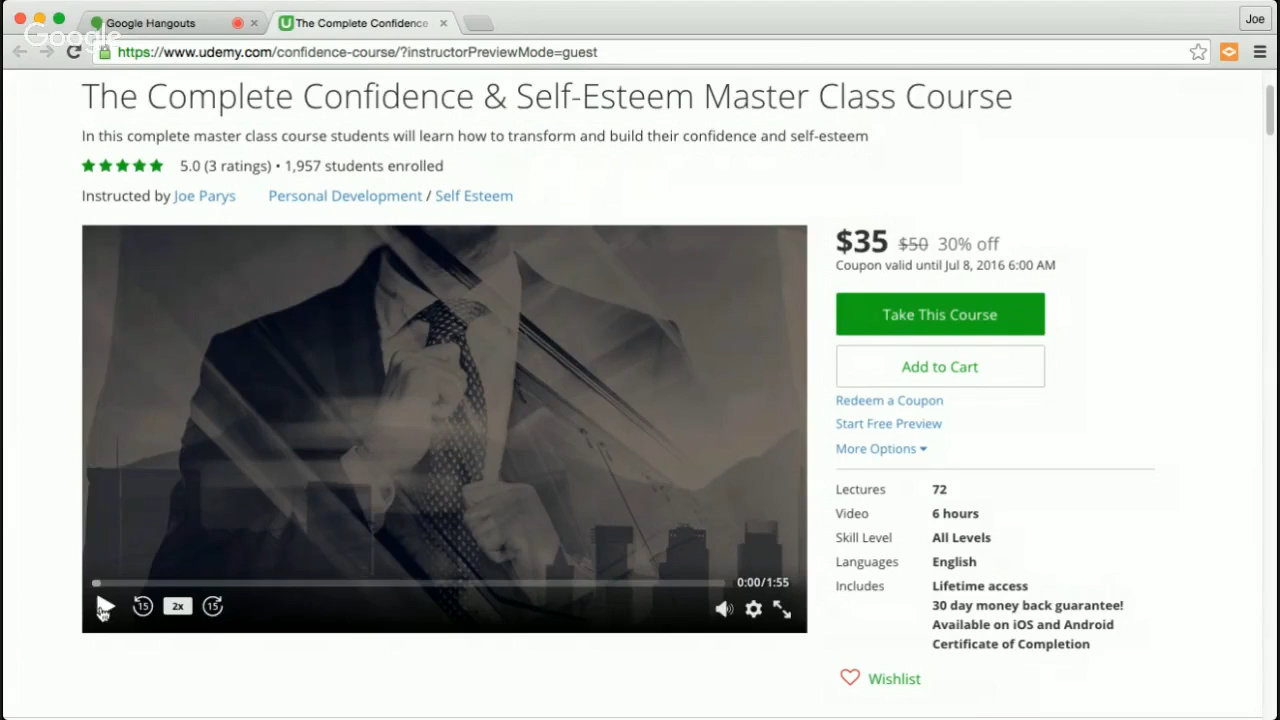 Google Hangouts
The Complete Confidence
Joe
Google
https://www.udemy.com/confidence-course/?instructorPreviewMode=guest
The Complete Confidence & Self-Esteem Master Class Course
In this complete master class course students will learn how to transform and build their confidence and self-esteem
5.0 (3 ratings) • 1,957 students enrolled
Instructed by Joe Parys Personal Development / Self Esteem
$35 $50 30% off
Coupon valid until Jul 8, 2016 6:00 AM
Take This Course
Add to Cart
Redeem a Coupon
Start Free Preview
More Options
Lectures 72
Video 6 hours
Skill Level All Levels
Languages English
Includes Lifetime access
30 day money back guarantee!
Available on iOS and Android
Certificate of Completion
Wishlist
0:00/1:55
15 2x 15